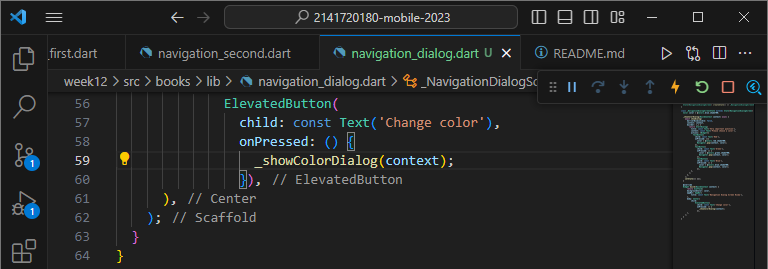 2141720180-mobile-2023
_first.dart navigation_second.dart navigation_dialog.dart U README.md
week12 > src > books > lib > navigation_dialog.dart > _NavigationDialogSc
56 ElevatedButton(
57 child: const Text('Change color'),
58 onPressed: () {
59 _showColorDialog(context);
60 }), // ElevatedButton
61 ), // Center
62 ); // Scaffold
63 }
64 }
1
1